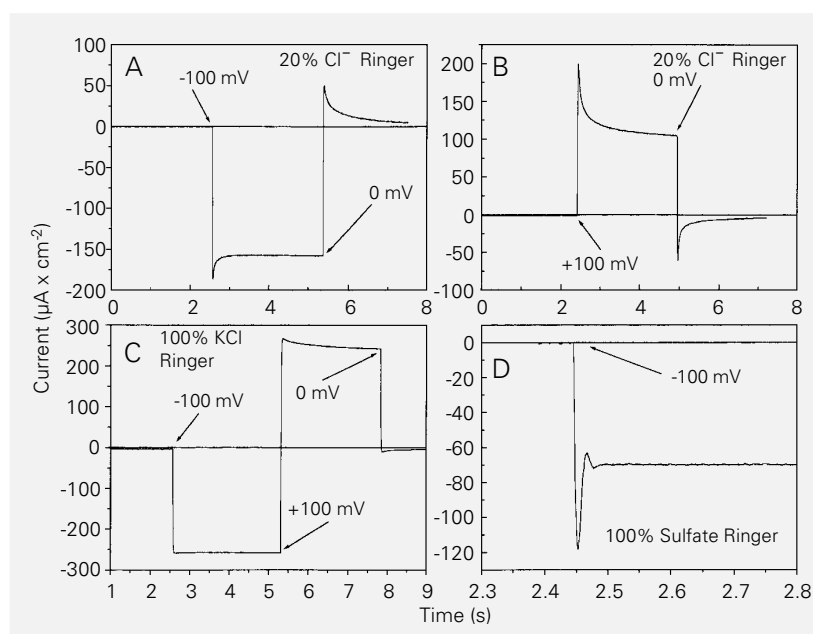 A
20% Cl⁻ Ringer
-100 mV
0 mV
100
50
0
-50
-100
-150
-200
0 2 4 6 8
B
20% Cl⁻ Ringer
0 mV
+100 mV
200
150
100
50
0
-50
-100
0 2 4 6 8
Current (µA x cm-2)
C
100% KCl
Ringer
-100 mV
0 mV
+100 mV
300
200
100
0
-100
-200
-300
1 2 3 4 5 6 7 8 9
D
-100 mV
100% Sulfate Ringer
0
-20
-40
-60
-80
-100
-120
2.3 2.4 2.5 2.6 2.7 2.8
Time (s)